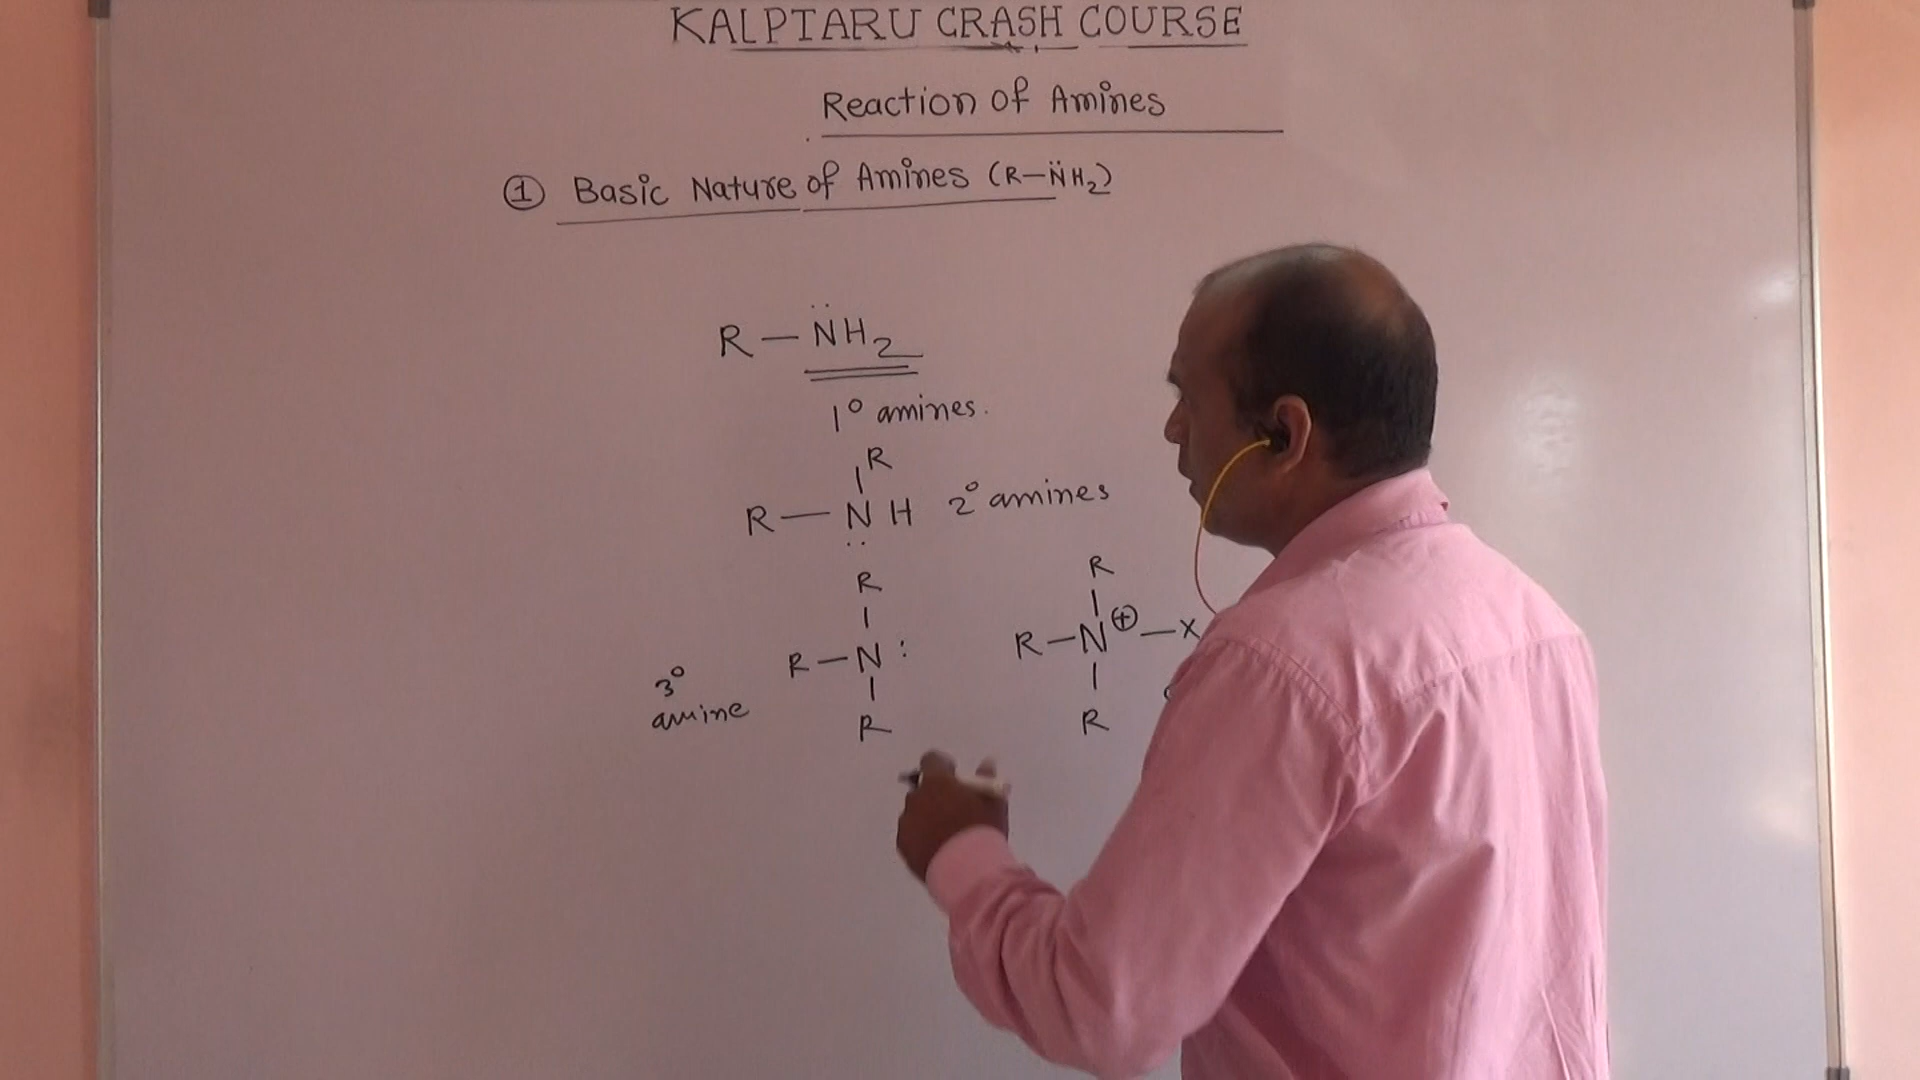 KALPTARU CRASH COURSE
Reaction of Amines
① Basic Nature of Amines (R–N̈H₂)
R — N̈H₂
1° amines.
R
|
R — N̈ H 2° amines
R
|
R — N :
|
R
3°
amine
R
|
R — N⊕ — X
|
R